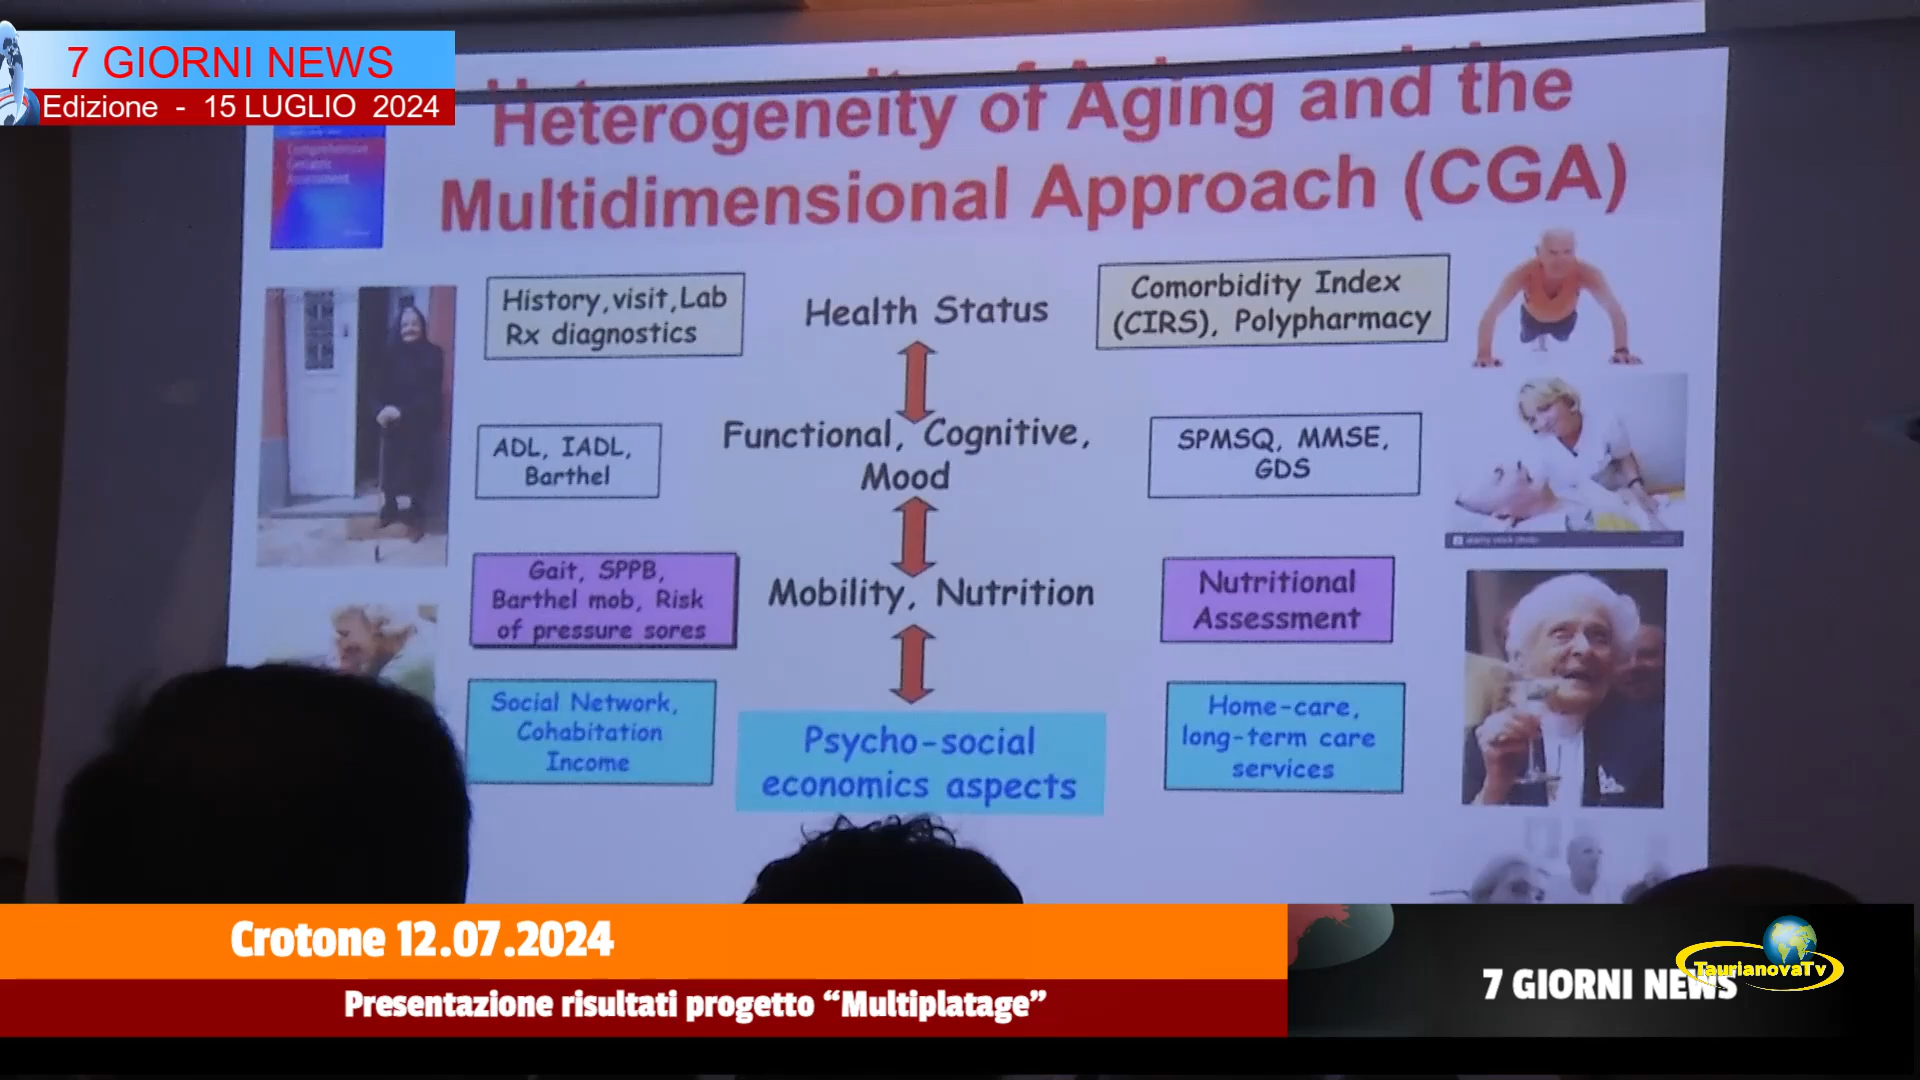 7 GIORNI NEWS
Edizione - 15 LUGLIO 2024
Heterogeneity of Aging and the
Multidimensional Approach (CGA)
Comprehensive
Geriatric
Assessment
History,visit,Lab
Rx diagnostics
Health Status
Comorbidity Index
(CIRS), Polypharmacy
ADL, IADL,
Barthel
Functional, Cognitive,
Mood
SPMSQ, MMSE,
GDS
Gait, SPPB,
Barthel mob, Risk
of pressure sores
Mobility, Nutrition
Nutritional
Assessment
Social Network,
Cohabitation
Income
Psycho-social
economics aspects
Home-care,
long-term care
services
Crotone 12.07.2024
Presentazione risultati progetto “Multiplatage”
7 GIORNI NEWS
TaurianovaTv